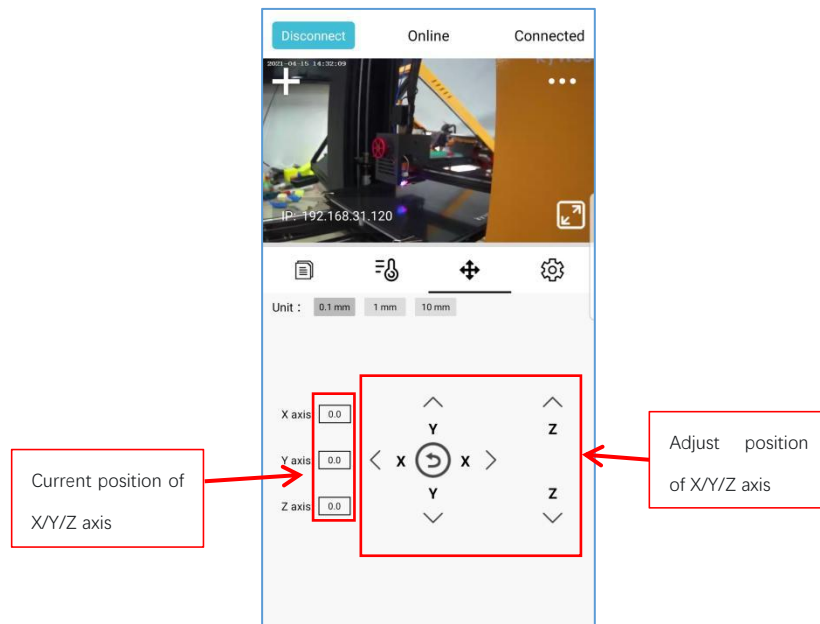 Disconnect Online Connected
2021-04-15 14:32:09
IP: 192.168.31.120
Unit : 0.1 mm 1 mm 10 mm
X axis 0.0
Y axis 0.0
Z axis 0.0
Y
X X
Y
Z
Z
Current position of
X/Y/Z axis
Adjust position
of X/Y/Z axis